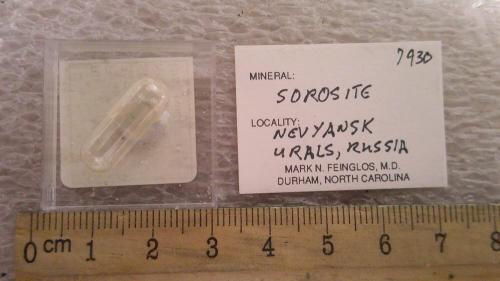 7930
MINERAL:
SOROSITE
LOCALITY:
NEVYANSK
URALS, RUSSIA
MARK N. FEINGLOS, M.D.
DURHAM, NORTH CAROLINA
0 cm 1 2 3 4 5 6 7 8